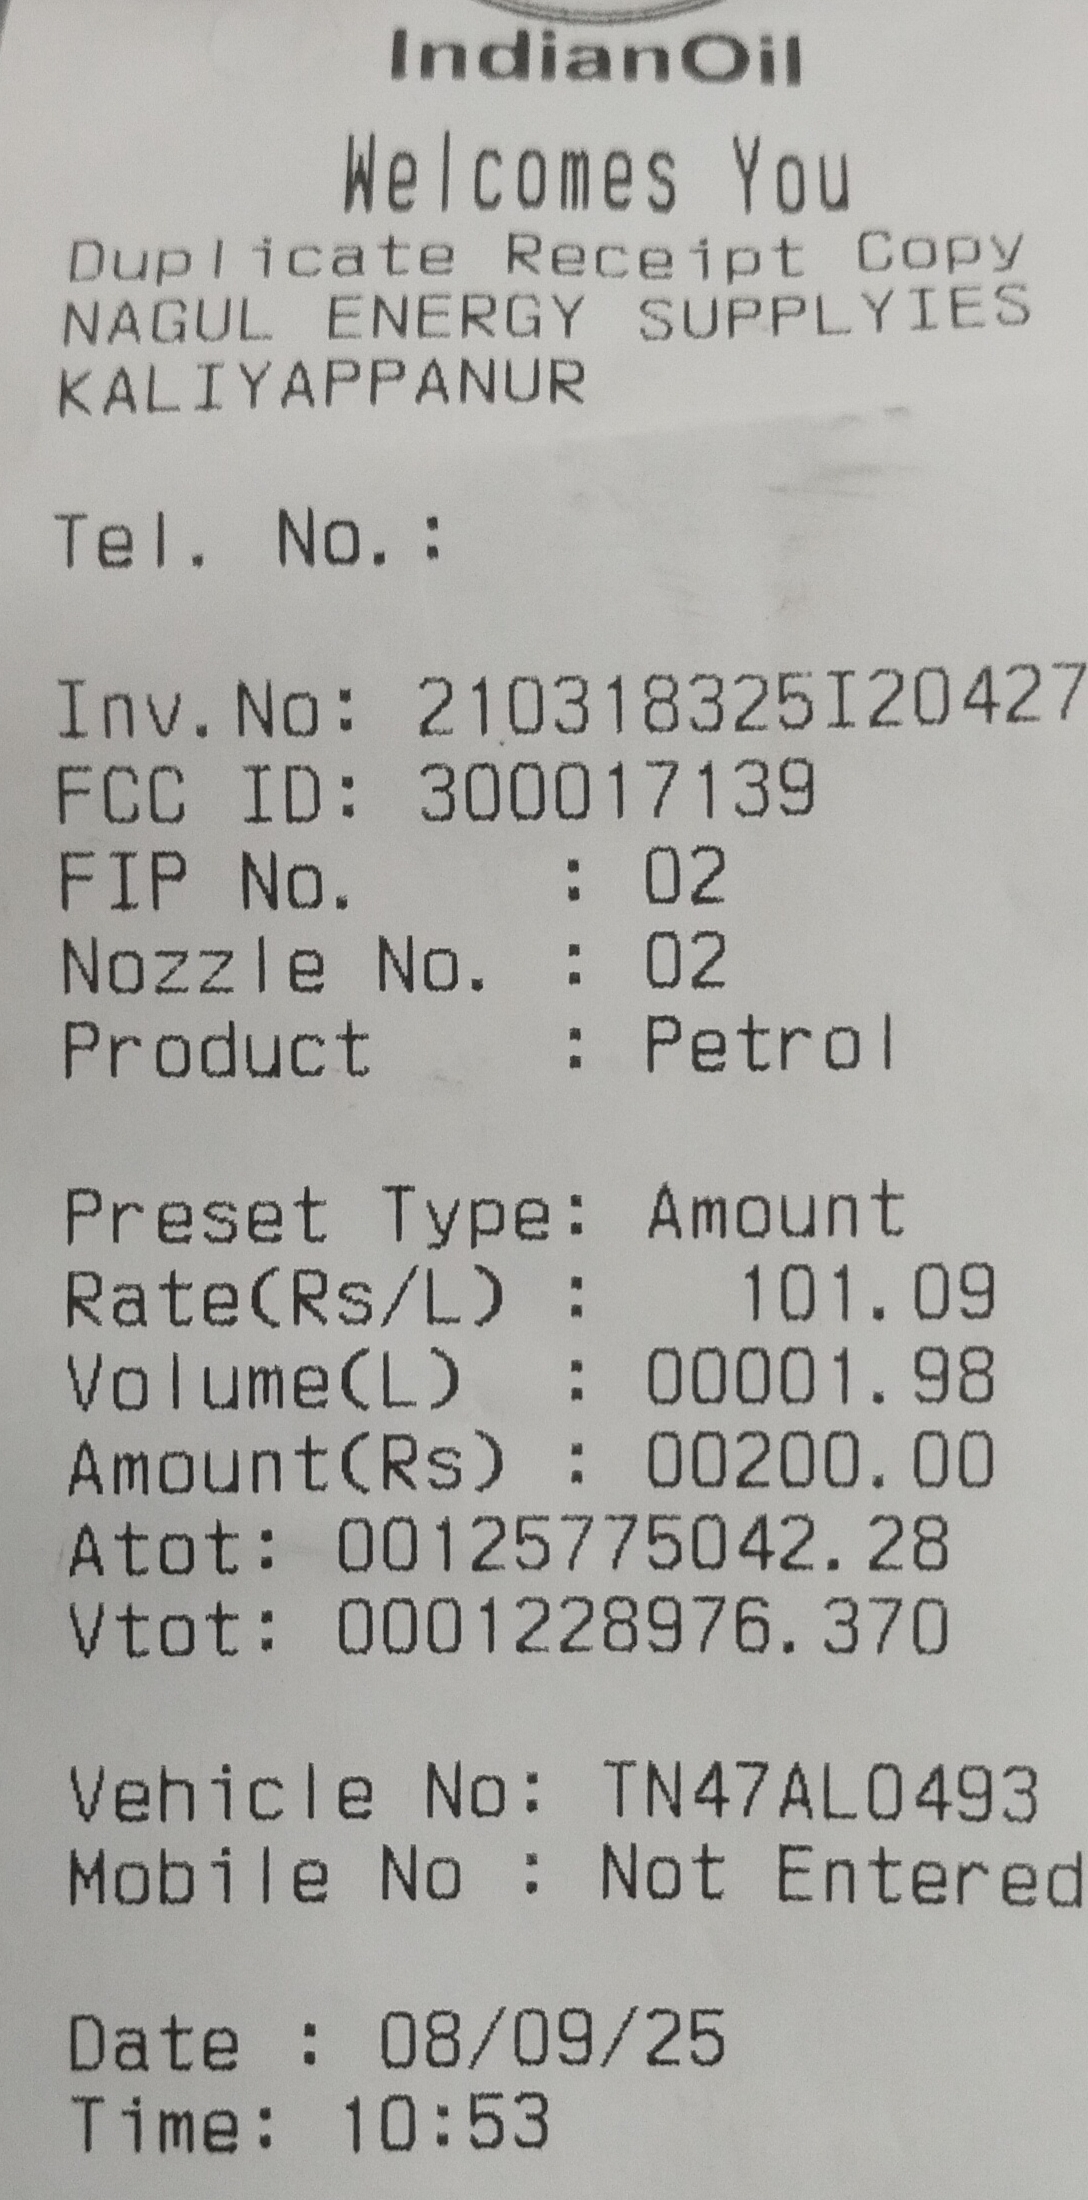 IndianOil
Welcomes You
Duplicate Receipt Copy
NAGUL ENERGY SUPPLYIES
KALIYAPPANUR
Tel. No.:
Inv.No: 210318325I20427
FCC ID: 300017139
FIP No. : 02
Nozzle No. : 02
Product : Petrol
Preset Type: Amount
Rate(Rs/L) : 101.09
Volume(L) : 00001.98
Amount(Rs) : 00200.00
Atot: 00125775042.28
Vtot: 0001228976.370
Vehicle No: TN47AL0493
Mobile No : Not Entered
Date : 08/09/25
Time: 10:53